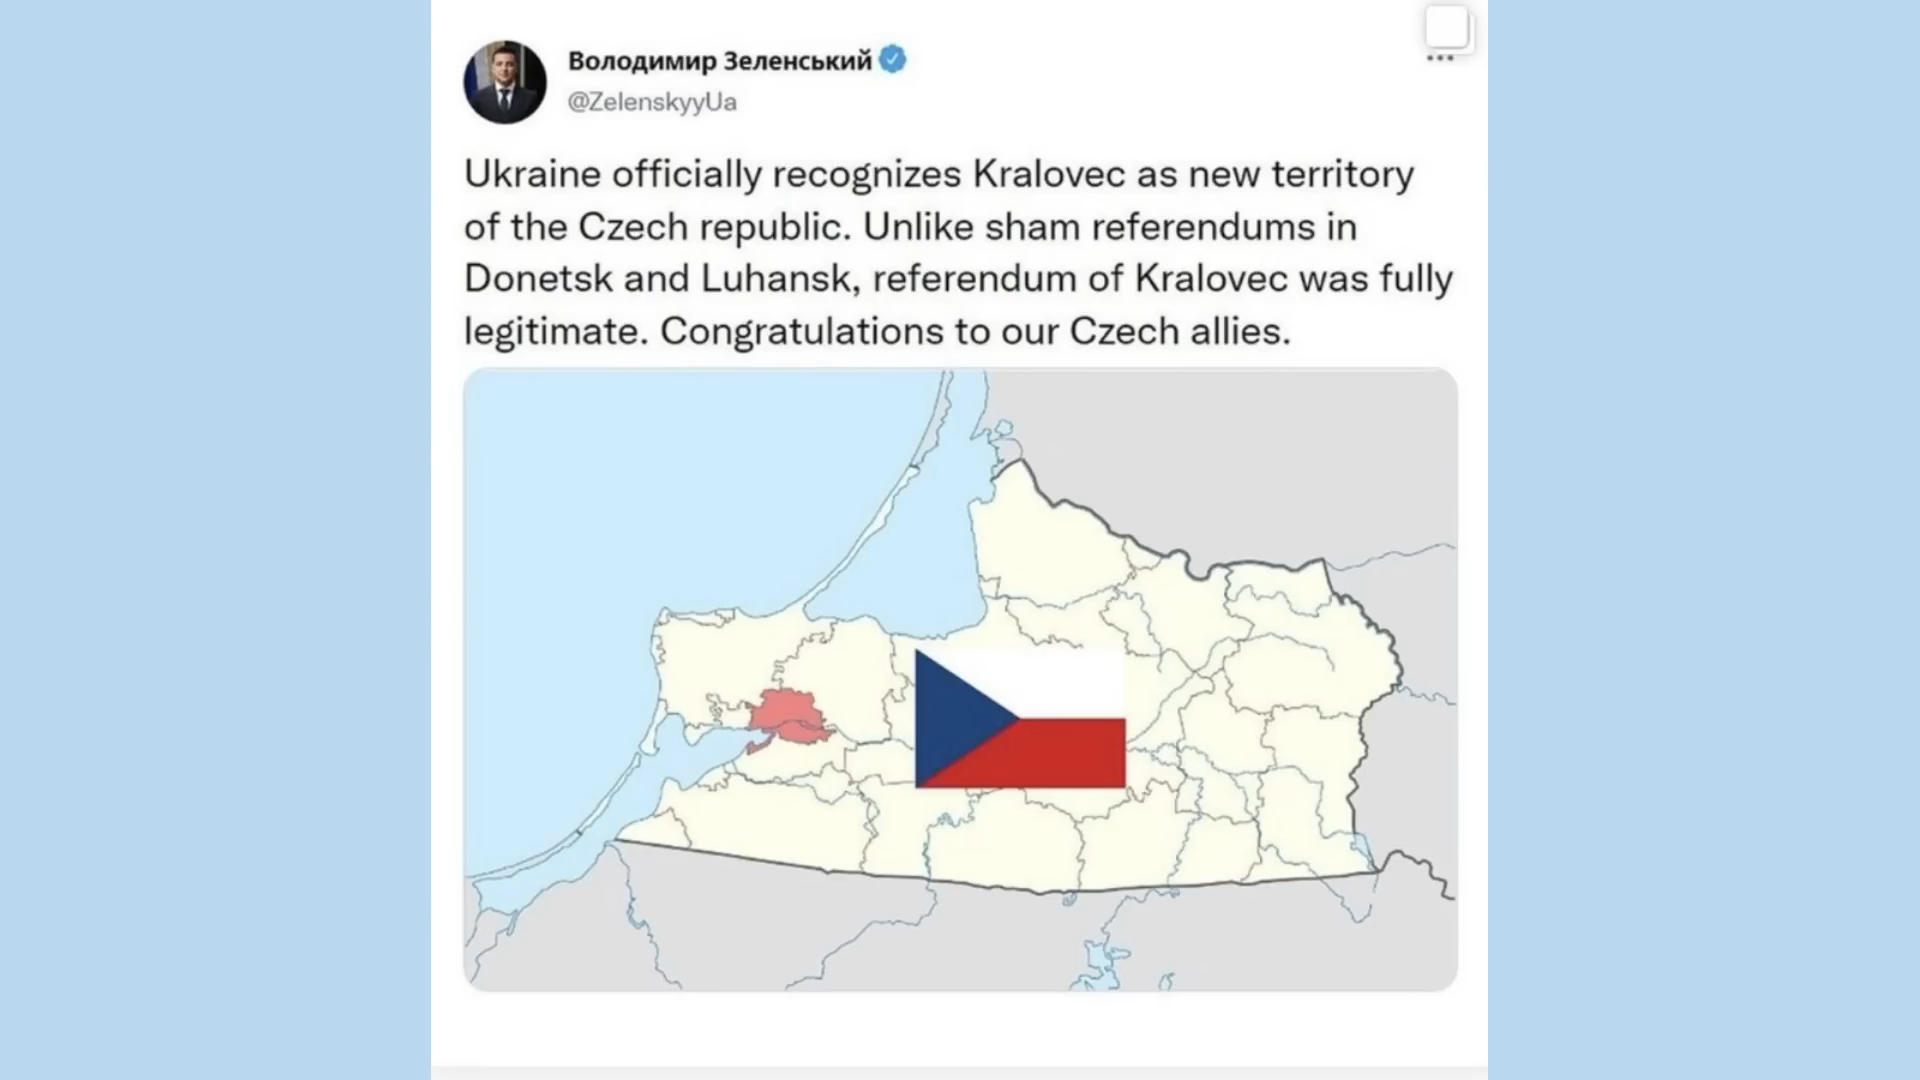 Володимир Зеленський
@ZelenskyyUa
Ukraine officially recognizes Kralovec as new territory
of the Czech republic. Unlike sham referendums in
Donetsk and Luhansk, referendum of Kralovec was fully
legitimate. Congratulations to our Czech allies.